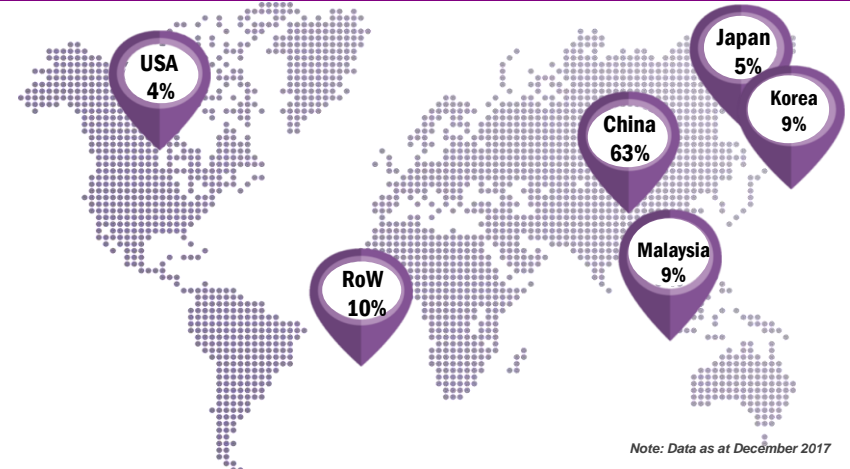 USA
4%
Japan
5%
Korea
9%
China
63%
Malaysia
9%
RoW
10%
Note: Data as at December 2017